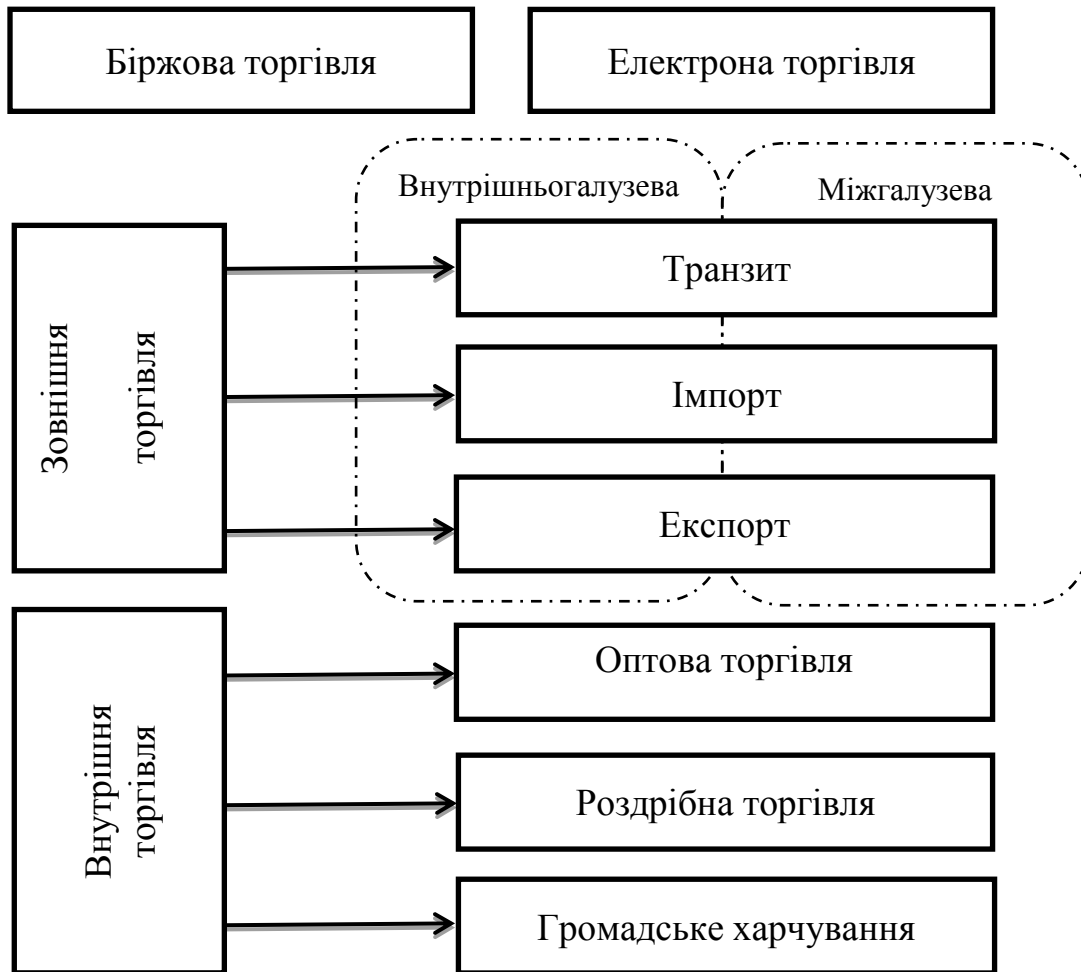 Біржова торгівля
Електрона торгівля
Внутрішньогалузева
Міжгалузева
Зовнішня
торгівля
Транзит
Імпорт
Експорт
Внутрішня
торгівля
Оптова торгівля
Роздрібна торгівля
Громадське харчування